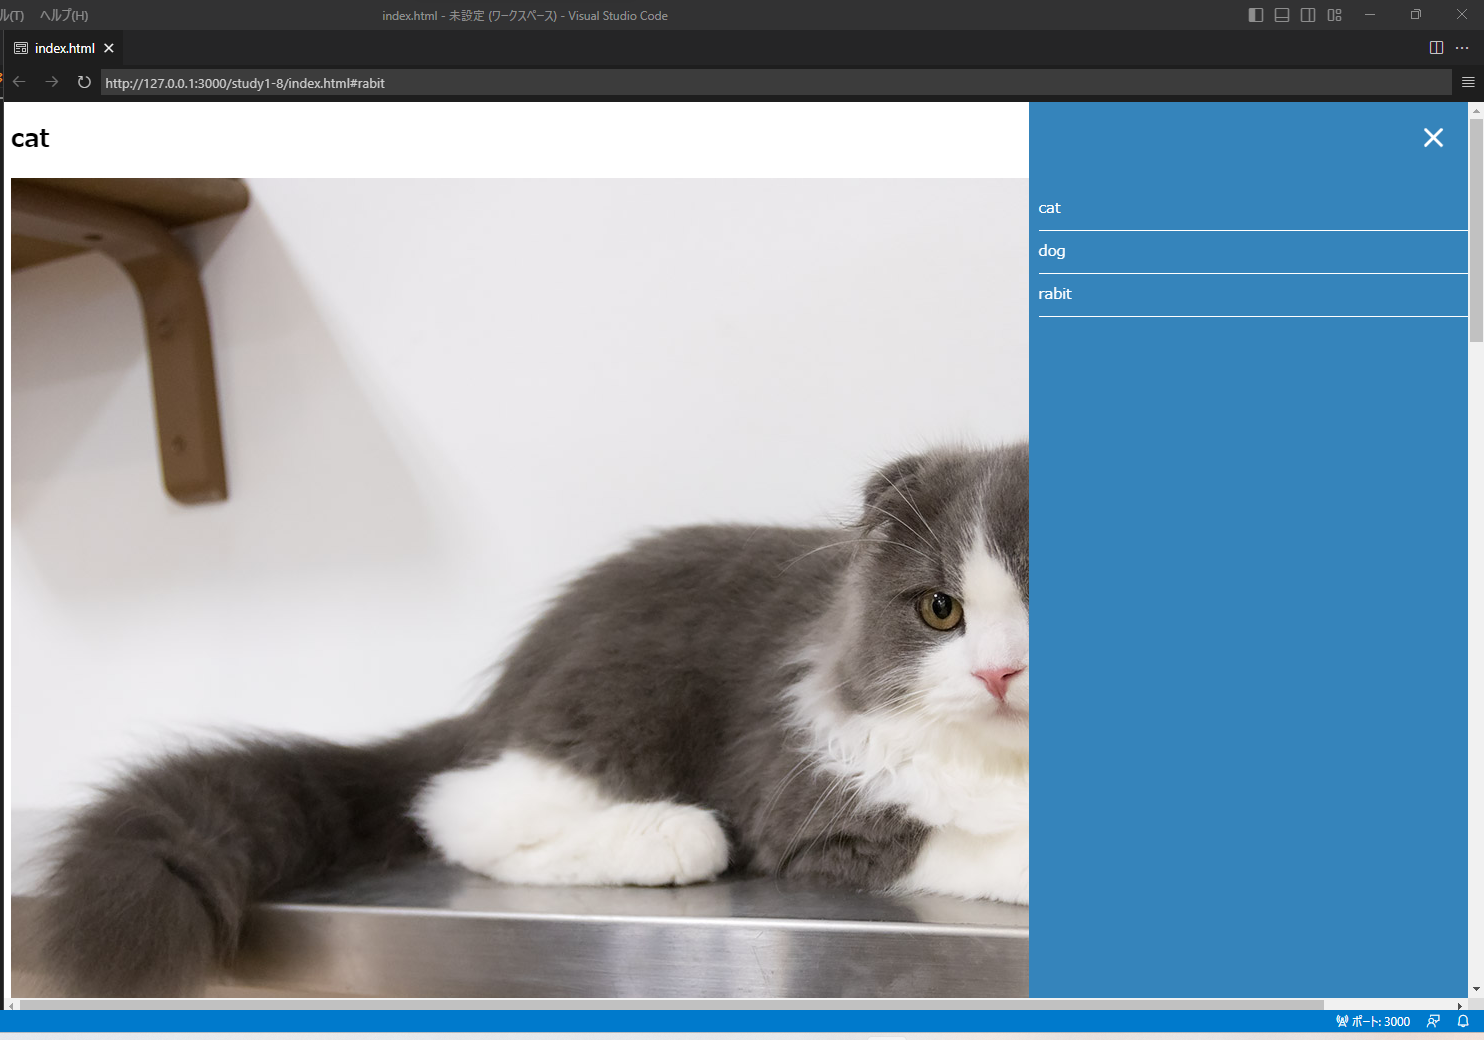 ル(T) ヘルプ(H) index.html - 未設定 (ワークスペース) - Visual Studio Code
index.html
http://127.0.0.1:3000/study1-8/index.html#rabit
cat
cat
dog
rabit
ポート: 3000